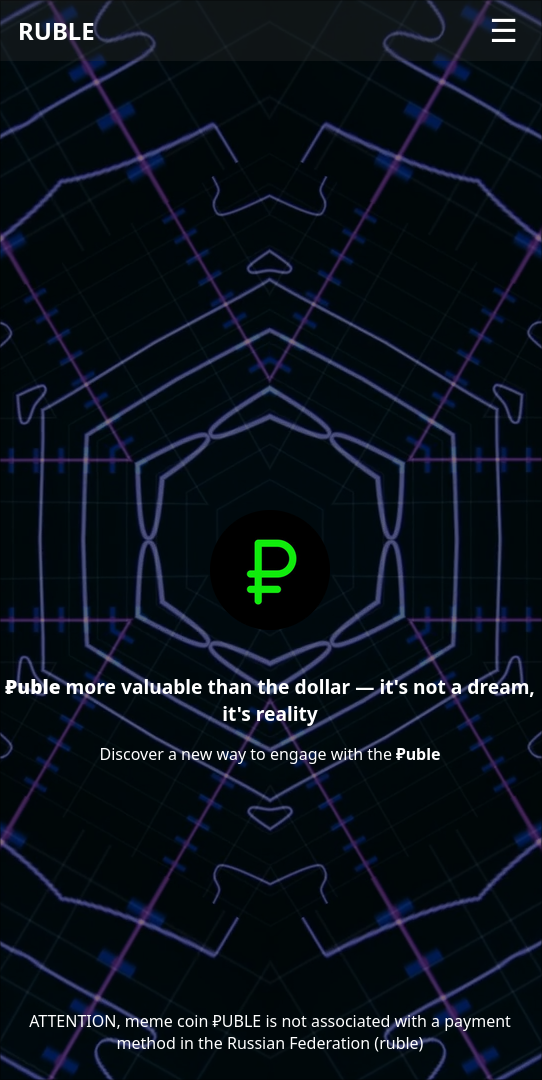 RUBLE ☰
₽
₽uble more valuable than the dollar — it's not a dream,
it's reality
Discover a new way to engage with the ₽uble
ATTENTION, meme coin ₽UBLE is not associated with a payment
method in the Russian Federation (ruble)